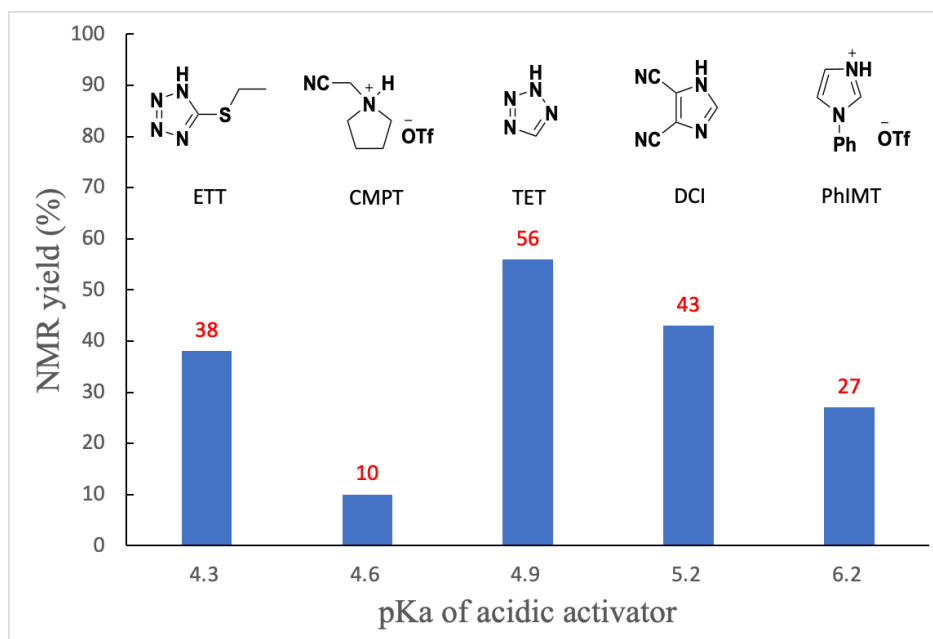 100
90
80
70
60
50
40
30
20
10
0
NMR yield (%)
H
N
N
N
N
S
ETT
NC
+
N
H
−
OTf
CMPT
H
N
N
N
N
TET
NC
NC
H
N
N
DCI
+
NH
N
Ph
−
OTf
PhIMT
38
10
56
43
27
4.3 4.6 4.9 5.2 6.2
pKa of acidic activator